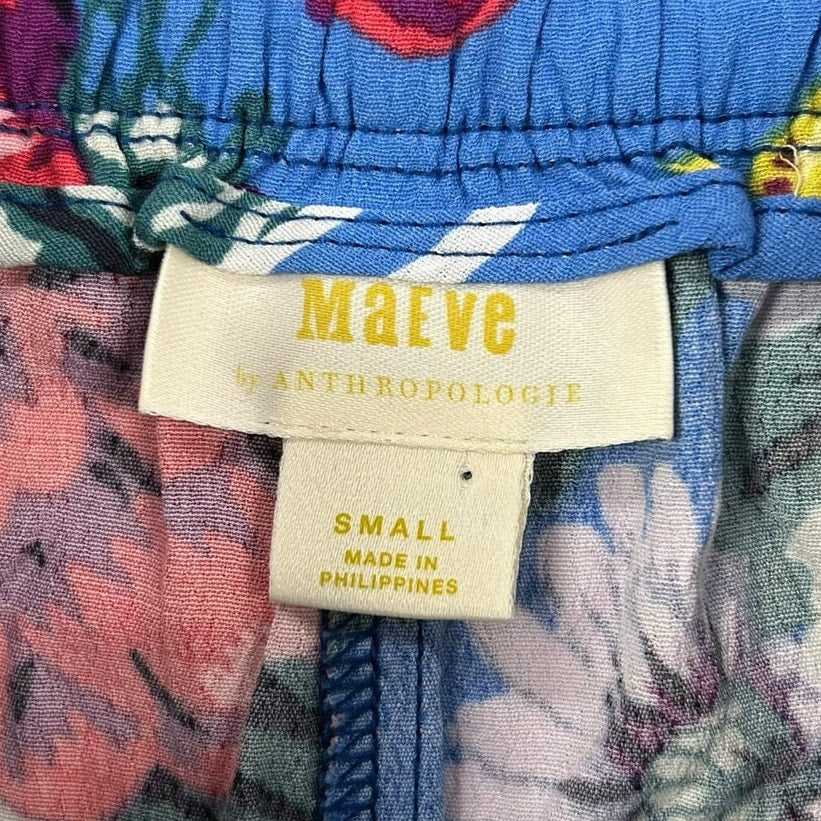 MaEve
by ANTHROPOLOGIE
SMALL
MADE IN
PHILIPPINES